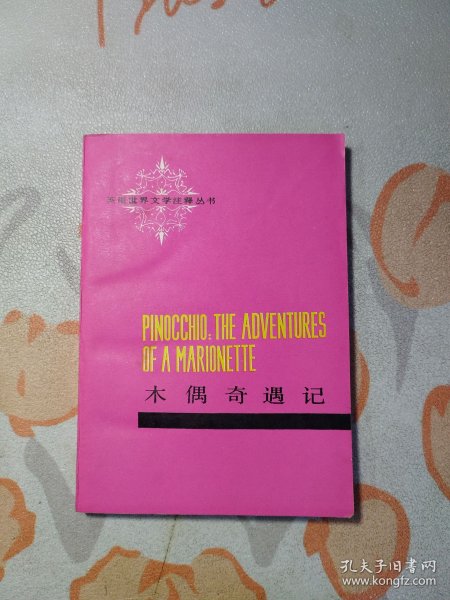 英语世界文学注释丛书
PINOCCHIO: THE ADVENTURES
OF A MARIONETTE
木偶奇遇记
孔夫子旧书网
www.kongfz.com